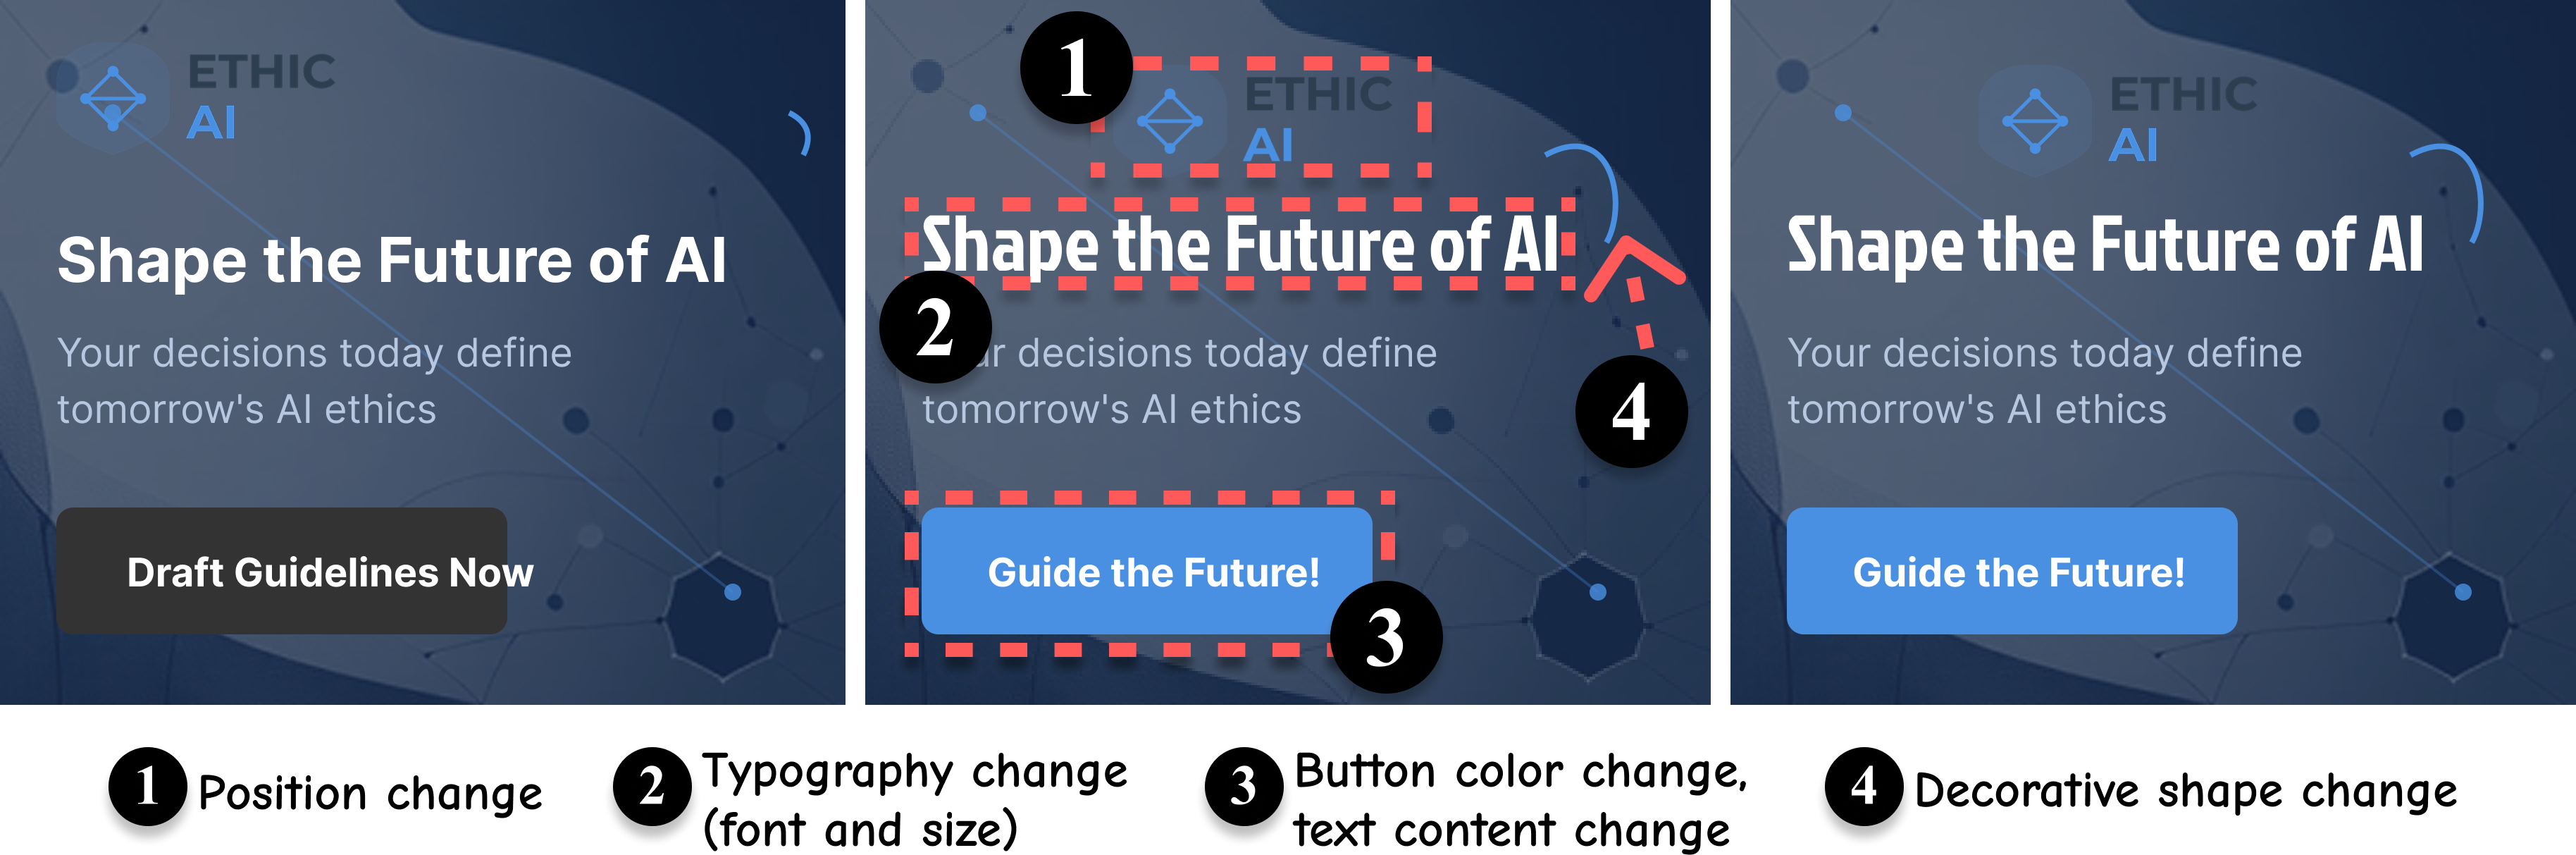 ETHIC
AI
Shape the Future of AI
Your decisions today define
tomorrow's AI ethics
Draft Guidelines Now
1
ETHIC
AI
Shape the Future of AI
2
ur decisions today define
tomorrow's AI ethics
4
Guide the Future!
3
ETHIC
AI
Shape the Future of AI
Your decisions today define
tomorrow's AI ethics
Guide the Future!
1 Position change
2 Typography change
(font and size)
3 Button color change,
text content change
4 Decorative shape change